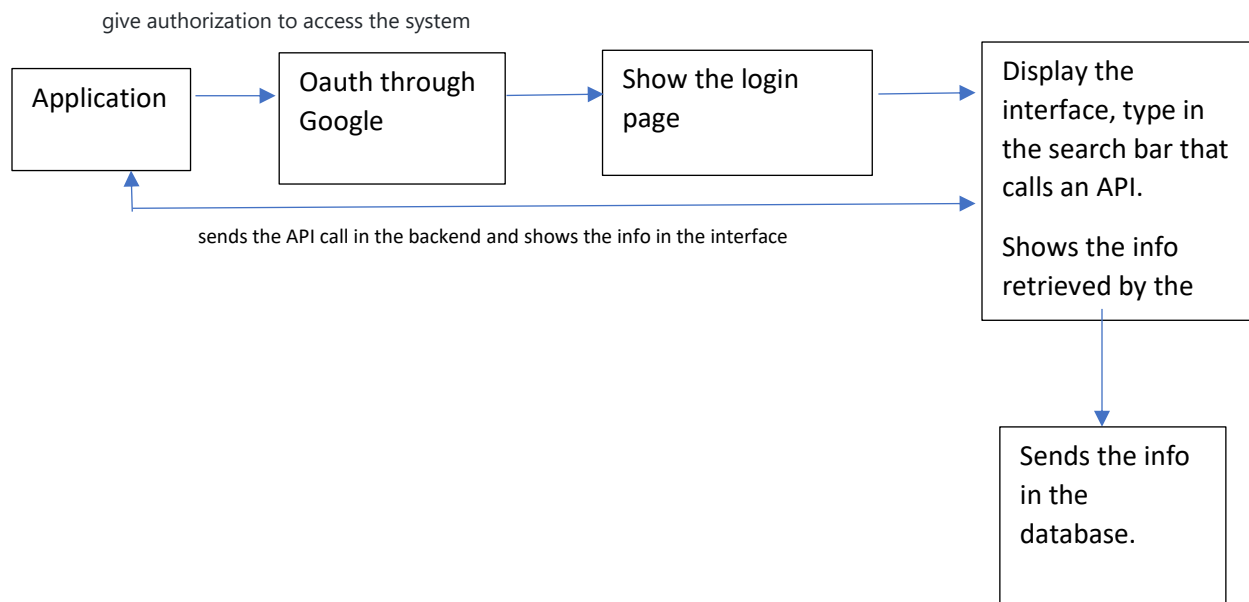 give authorization to access the system
Application
Oauth through
Google
Show the login
page
Display the
interface, type in
the search bar that
calls an API.
Shows the info
retrieved by the
sends the API call in the backend and shows the info in the interface
Sends the info
in the
database.